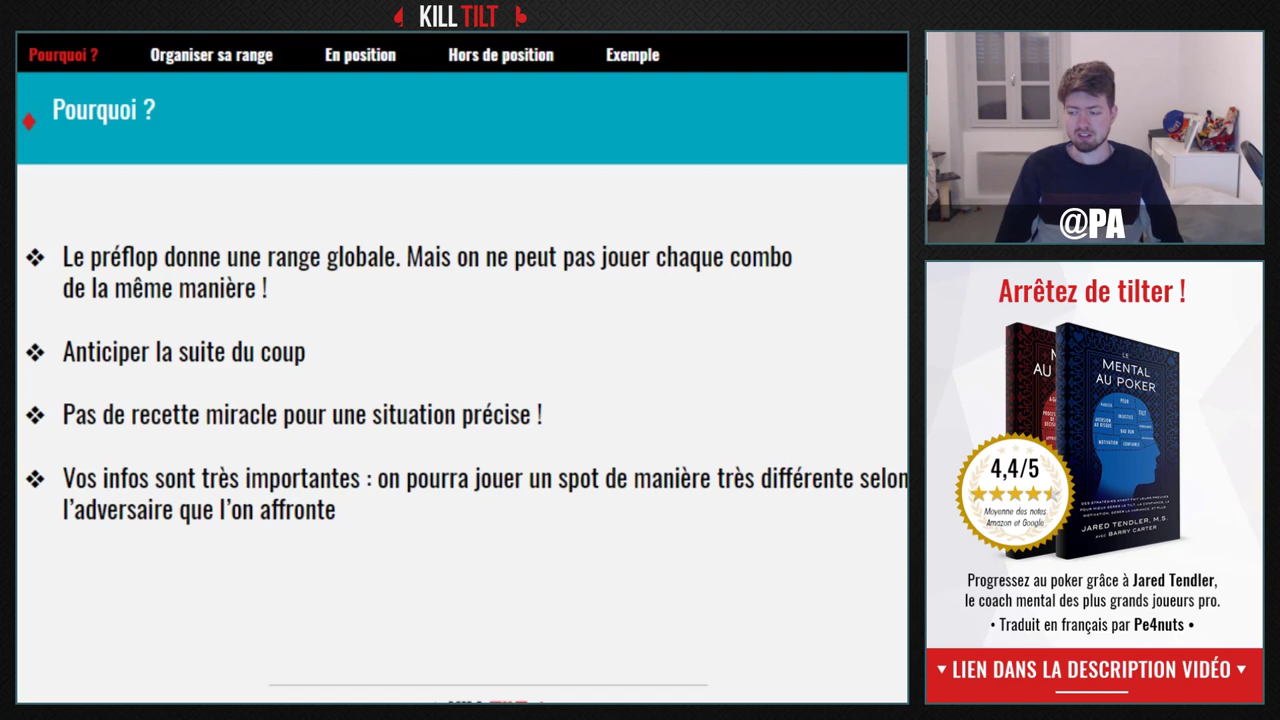 KILL TILT
Pourquoi ?
Organiser sa range
En position
Hors de position
Exemple
Pourquoi ?
❖ Le préflop donne une range globale. Mais on ne peut pas jouer chaque combo
de la même manière !
❖ Anticiper la suite du coup
❖ Pas de recette miracle pour une situation précise !
❖ Vos infos sont très importantes : on pourra jouer un spot de manière très différente selon
l’adversaire que l’on affronte
@PA
Arrêtez de tilter !
LE
MENTAL
AU POKER
JARED TENDLER, M.S.
AVEC BARRY CARTER
4,4/5
Moyenne des notes
Amazon et Google
Progressez au poker grâce à Jared Tendler,
le coach mental des plus grands joueurs pro.
• Traduit en français par Pe4nuts •
LIEN DANS LA DESCRIPTION VIDÉO